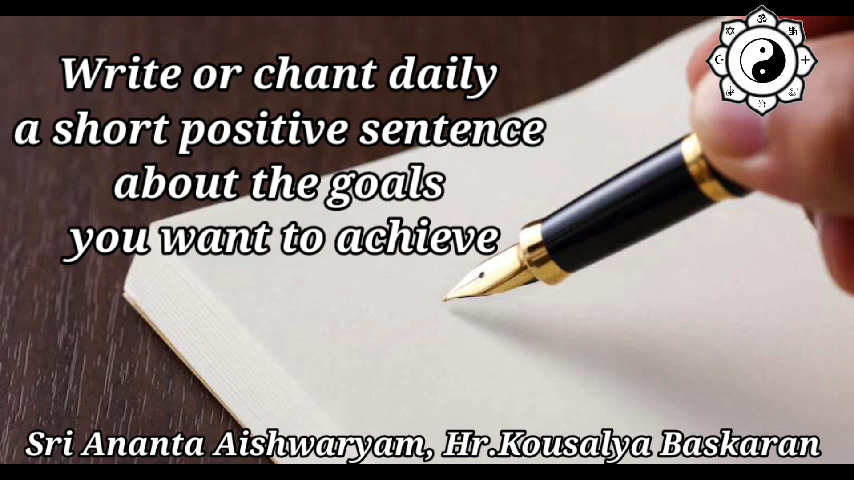 Write or chant daily
a short positive sentence
about the goals
you want to achieve
Sri Ananta Aishwaryam, Hr.Kousalya Baskaran